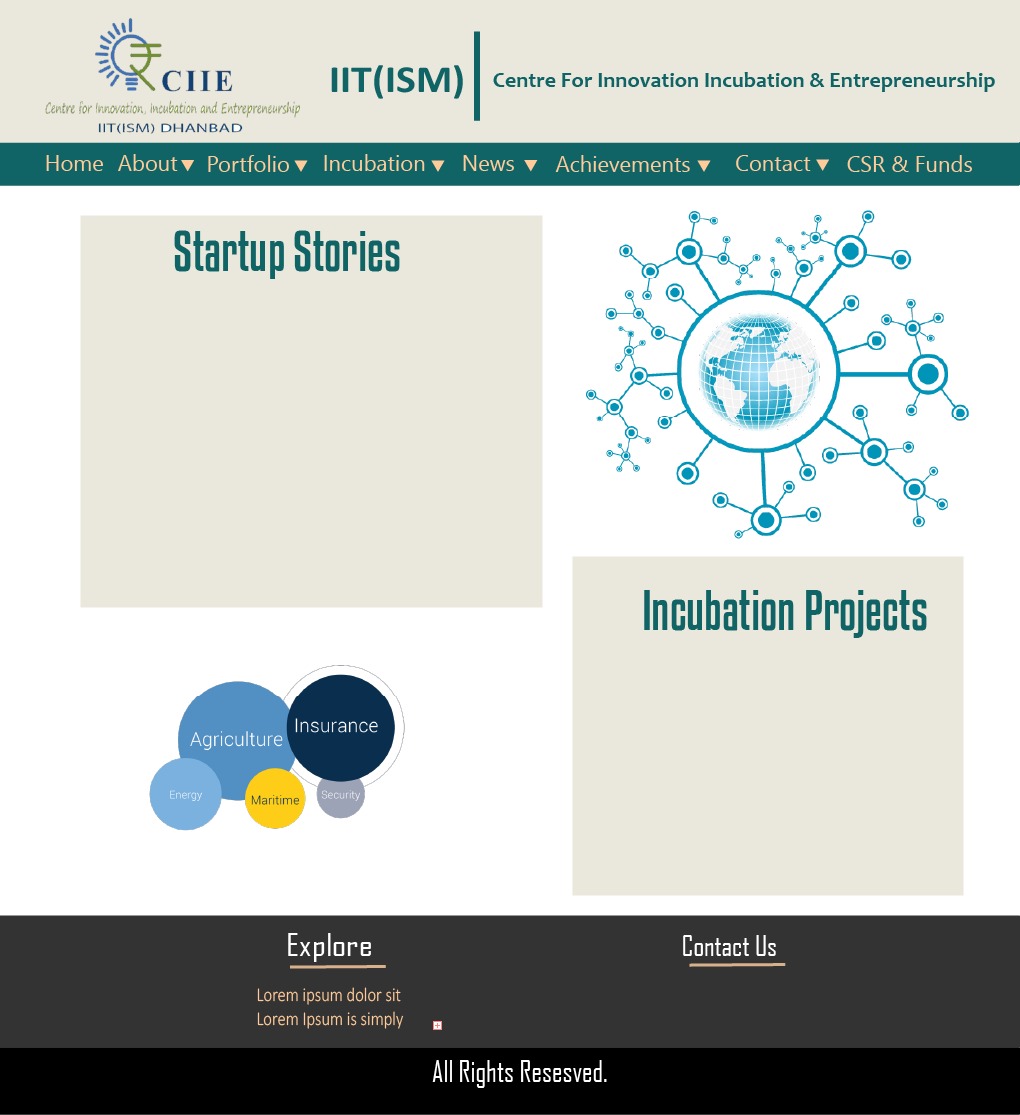 CIIE
Centre for Innovation, Incubation and Entrepreneurship
IIT(ISM) DHANBAD
IIT(ISM)
Centre For Innovation Incubation & Entrepreneurship
Home About▼ Portfolio▼ Incubation▼ News ▼ Achievements ▼ Contact▼ CSR & Funds
Startup Stories
Incubation Projects
Agriculture
Insurance
Energy
Maritime
Security
Explore
Lorem ipsum dolor sit
Lorem Ipsum is simply
Contact Us
All Rights Resesved.